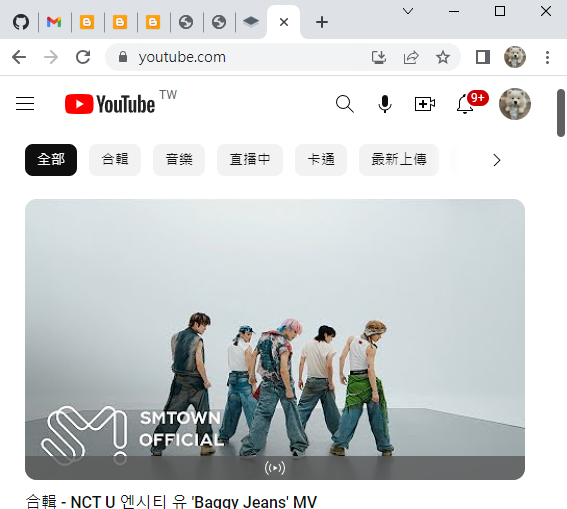 youtube.com
YouTube TW
9+
全部 合輯 音樂 直播中 卡通 最新上傳
SMTOWN
OFFICIAL
合輯 - NCT U 엔시티 유 'Baggy Jeans' MV